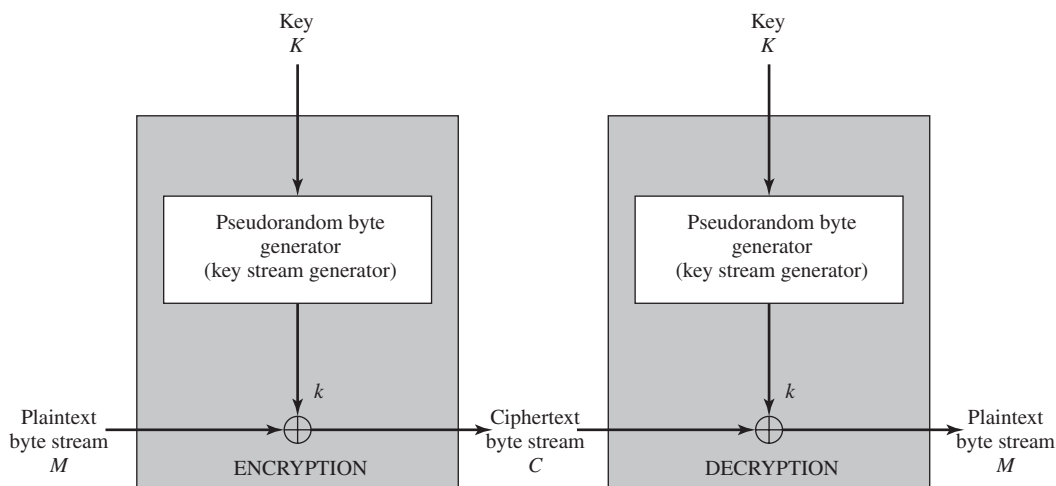 Key
K
Key
K
Pseudorandom byte
generator
(key stream generator)
Pseudorandom byte
generator
(key stream generator)
k
k
Plaintext
byte stream
M
Ciphertext
byte stream
C
Plaintext
byte stream
M
ENCRYPTION
DECRYPTION